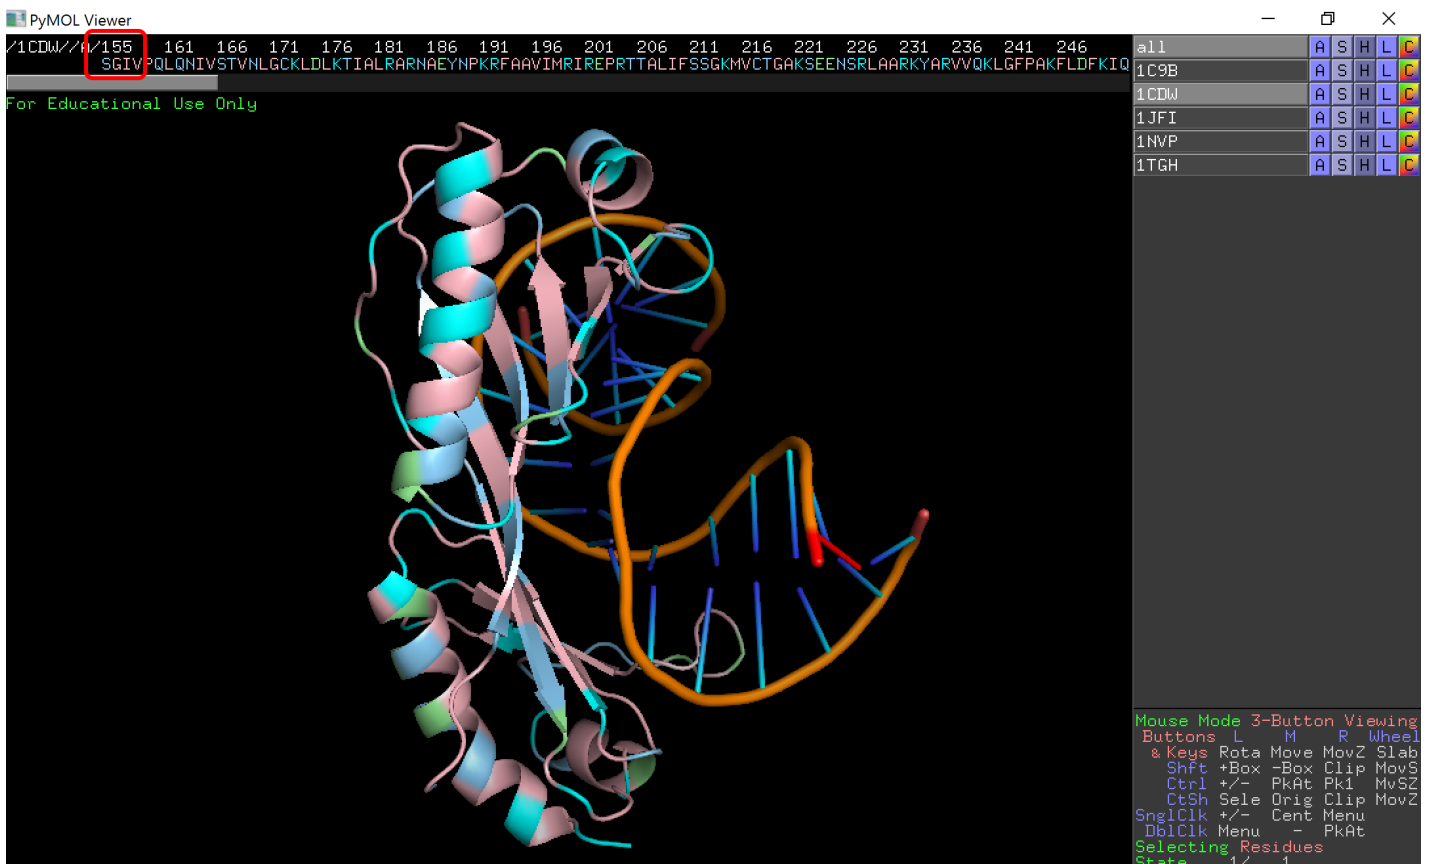 PyMOL Viewer
/1CDW//A/155 161 166 171 176 181 186 191 196 201 206 211 216 221 226 231 236 241 246
SGIVPQLQNIVSTVNLGCKLDLKTIALRARNAEYNPKRFAAVIMRIREPRTTALIFSSGKMVCTGAKSEENSRLAARKYARVVQKLGFPAKFLDFKIQ
For Educational Use Only
all A S H L C
1C9B A S H L C
1CDW A S H L C
1JFI A S H L C
1NVP A S H L C
1TGH A S H L C
Mouse Mode 3-Button Viewing
Buttons L M R Wheel
& Keys Rota Move MovZ Slab
Shft +Box -Box Clip MovS
Ctrl +/- PkAt Pk1 MvSZ
CtSh Sele Orig Clip MovZ
SnglClk +/- Cent Menu
DblClk Menu - PkAt
Selecting Residues
State 1/ 1